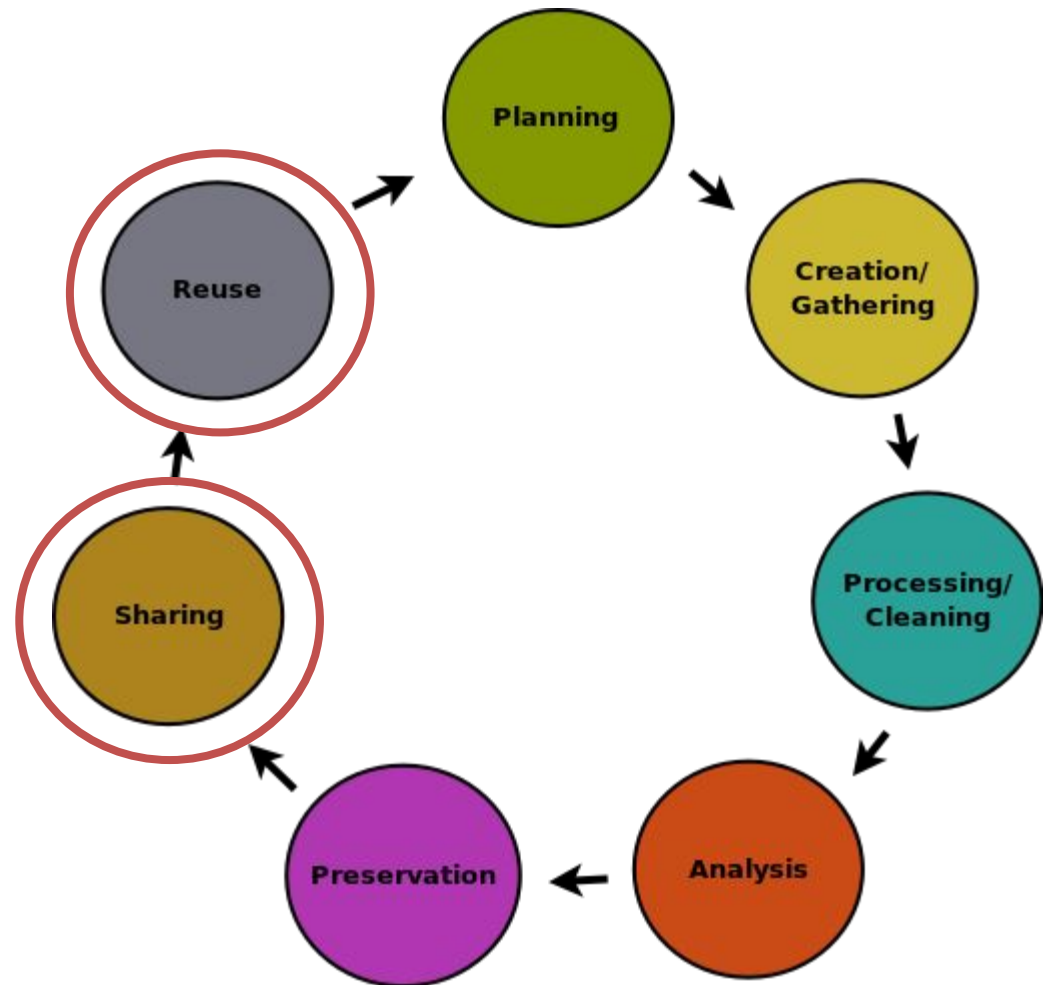 Planning
Creation/
Gathering
Processing/
Cleaning
Analysis
Preservation
Sharing
Reuse